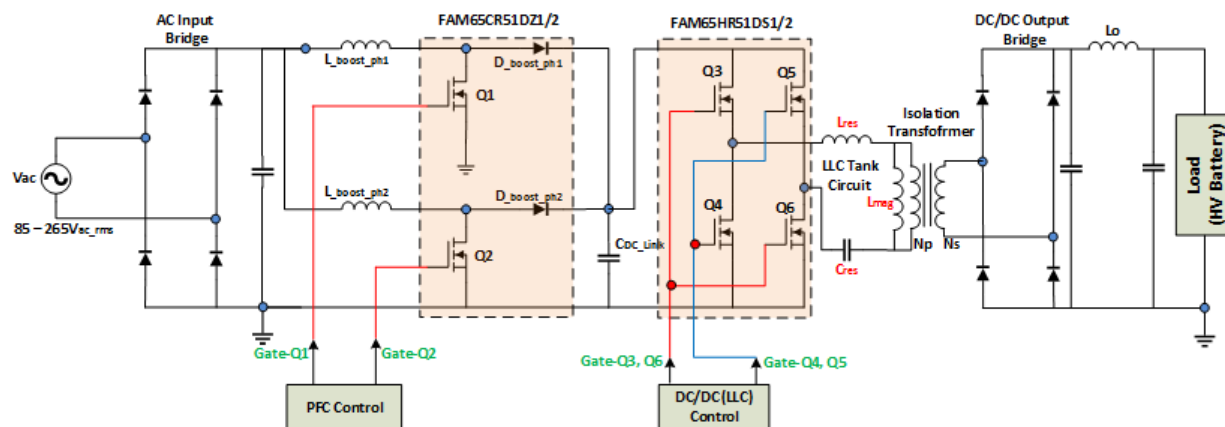 AC Input
Bridge
FAM65CR51DZ1/2
FAM65HR51DS1/2
DC/DC Output
Bridge
Lo
L_boost_ph1
D_boost_ph1
Q1
Q3
Q5
Lres
Isolation
Transofrmer
LLC Tank
Circuit
Lmag
Vac
85 – 265Vac_rms
L_boost_ph2
D_boost_ph2
Q2
CDC_Link
Q4
Q6
Cres
Np
Ns
Load
(HV Battery)
Gate-Q1
Gate-Q2
Gate-Q3, Q6
Gate-Q4, Q5
PFC Control
DC/DC (LLC)
Control